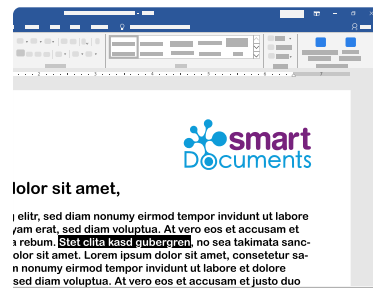 smart
Documents
dolor sit amet,
elitr, sed diam nonumy eirmod tempor invidunt ut labore
yam erat, sed diam voluptua. At vero eos et accusam et
a rebum. Stet clita kasd gubergren, no sea takimata sanc-
olor sit amet. Lorem ipsum dolor sit amet, consetetur sa-
m nonumy eirmod tempor invidunt ut labore et dolore
sed diam voluptua. At vero eos et accusam et justo duo